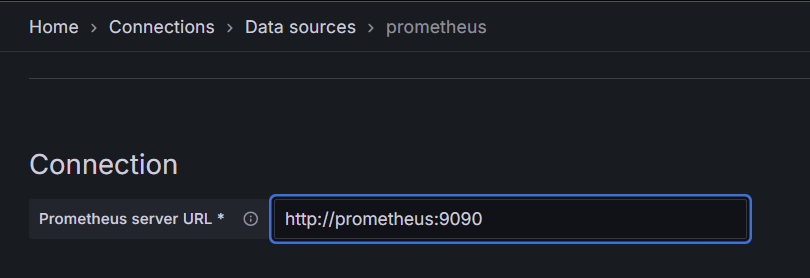 Home > Connections > Data sources > prometheus
Connection
Prometheus server URL *
http://prometheus:9090